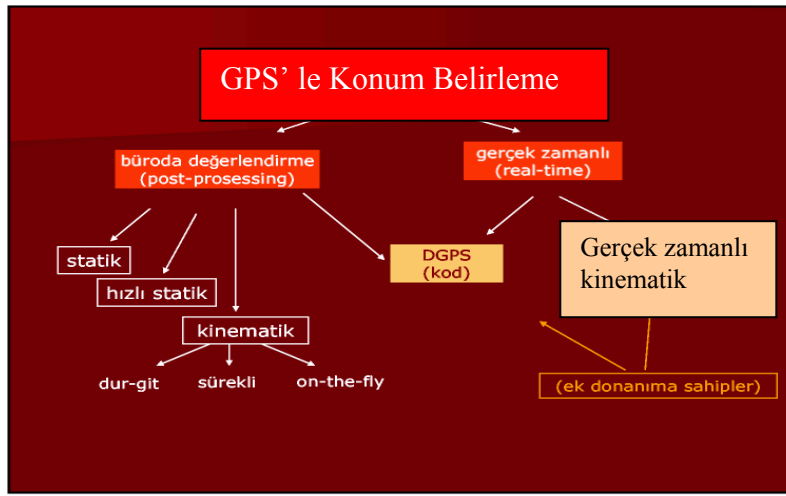 GPS’ le Konum Belirleme
büroda değerlendirme
(post-prosessing)
gerçek zamanlı
(real-time)
statik
hızlı statik
kinematik
dur-git
sürekli
on-the-fly
DGPS
(kod)
Gerçek zamanlı
kinematik
(ek donanıma sahipler)